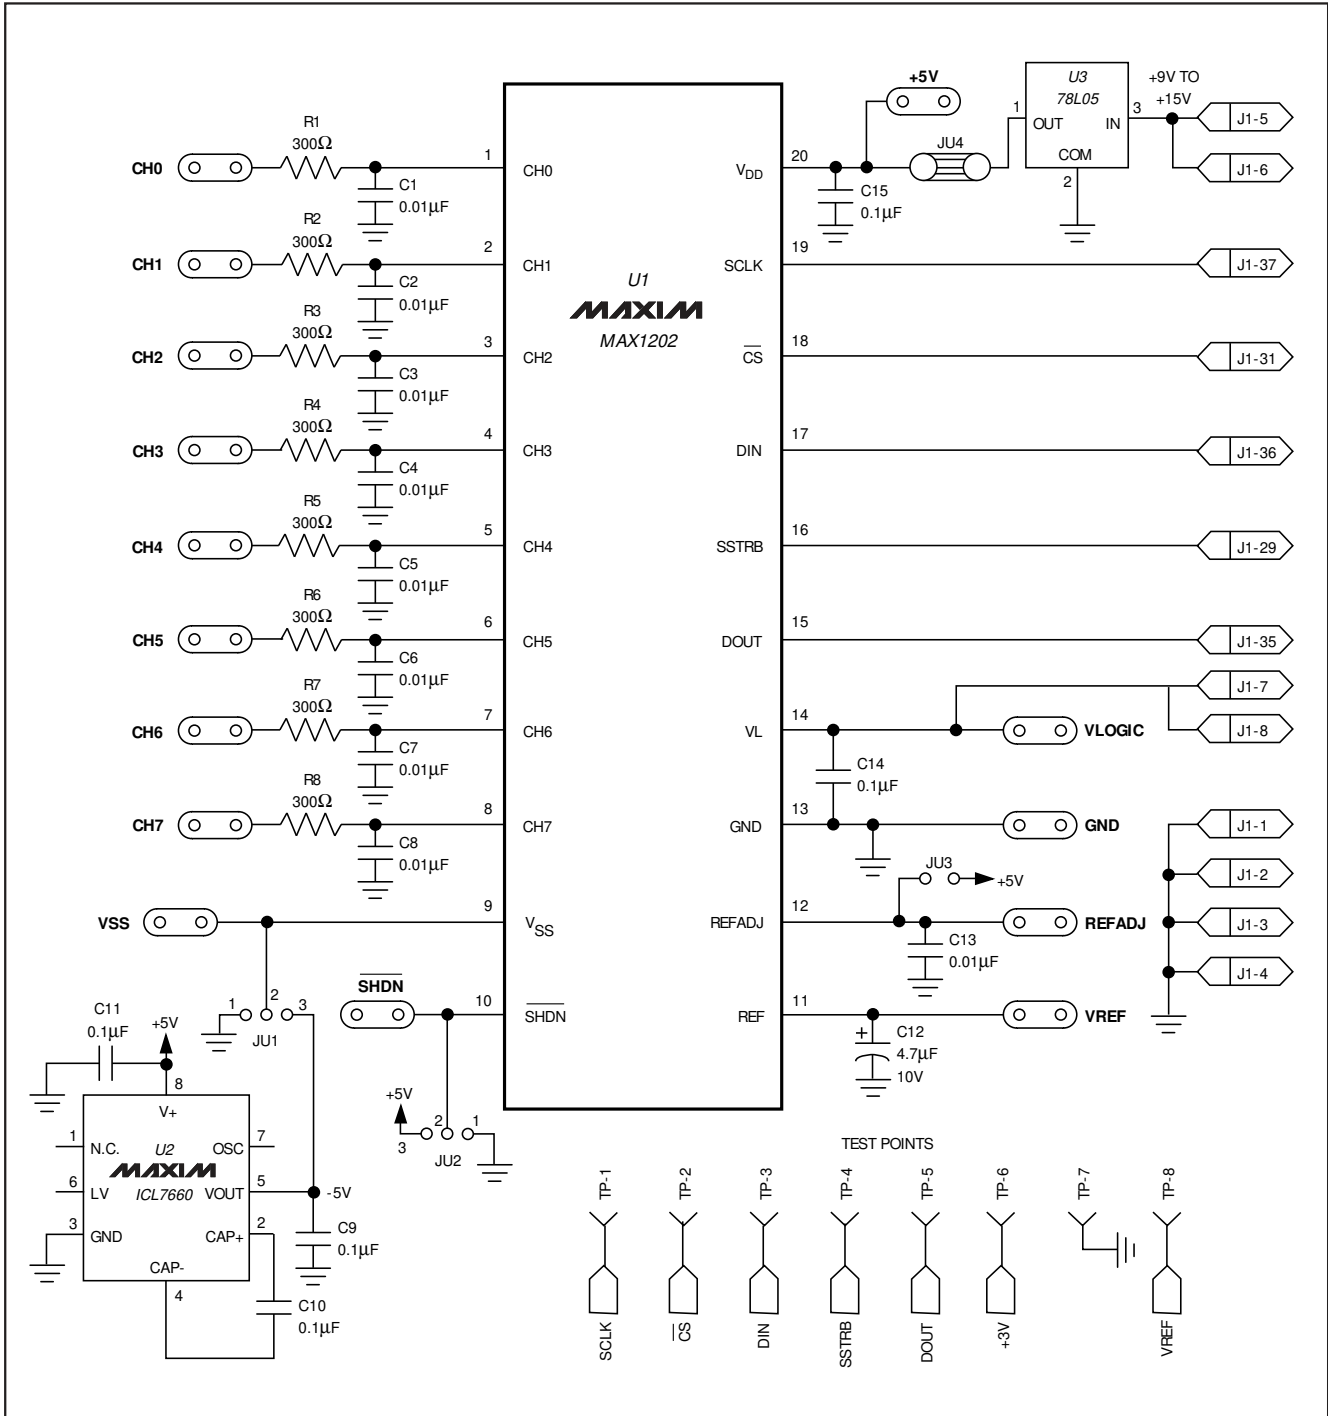 +5V
U3
78L05
+9V TO
+15V
1
OUT
IN
3
COM
2
J1-5
J1-6
JU4
CH0
R1
300Ω
C1
0.01μF
1
CH0
20
VDD
C15
0.1μF
CH1
R2
300Ω
C2
0.01μF
2
CH1
19
SCLK
J1-37
U1
MAXIM
MAX1202
CH2
R3
300Ω
C3
0.01μF
3
CH2
18
CS
J1-31
CH3
R4
300Ω
C4
0.01μF
4
CH3
17
DIN
J1-36
CH4
R5
300Ω
C5
0.01μF
5
CH4
16
SSTRB
J1-29
CH5
R6
300Ω
C6
0.01μF
6
CH5
15
DOUT
J1-35
J1-7
CH6
R7
300Ω
C7
0.01μF
7
CH6
14
VL
VLOGIC
J1-8
C14
0.1μF
CH7
R8
300Ω
C8
0.01μF
8
CH7
13
GND
GND
J1-1
J1-2
J1-3
J1-4
JU3
+5V
VSS
9
VSS
12
REFADJ
REFADJ
C13
0.01μF
SHDN
10
SHDN
11
REF
VREF
C12
4.7μF
10V
+
1
2
3
JU1
C11
0.1μF
+5V
8
V+
1
N.C.
U2
MAXIM
ICL7660
OSC
7
6
LV
VOUT
5
-5V
3
GND
CAP+
2
CAP-
4
C9
0.1μF
C10
0.1μF
+5V
3
2
1
JU2
TEST POINTS
TP-1
TP-2
TP-3
TP-4
TP-5
TP-6
TP-7
TP-8
SCLK
CS
DIN
SSTRB
DOUT
+3V
VREF